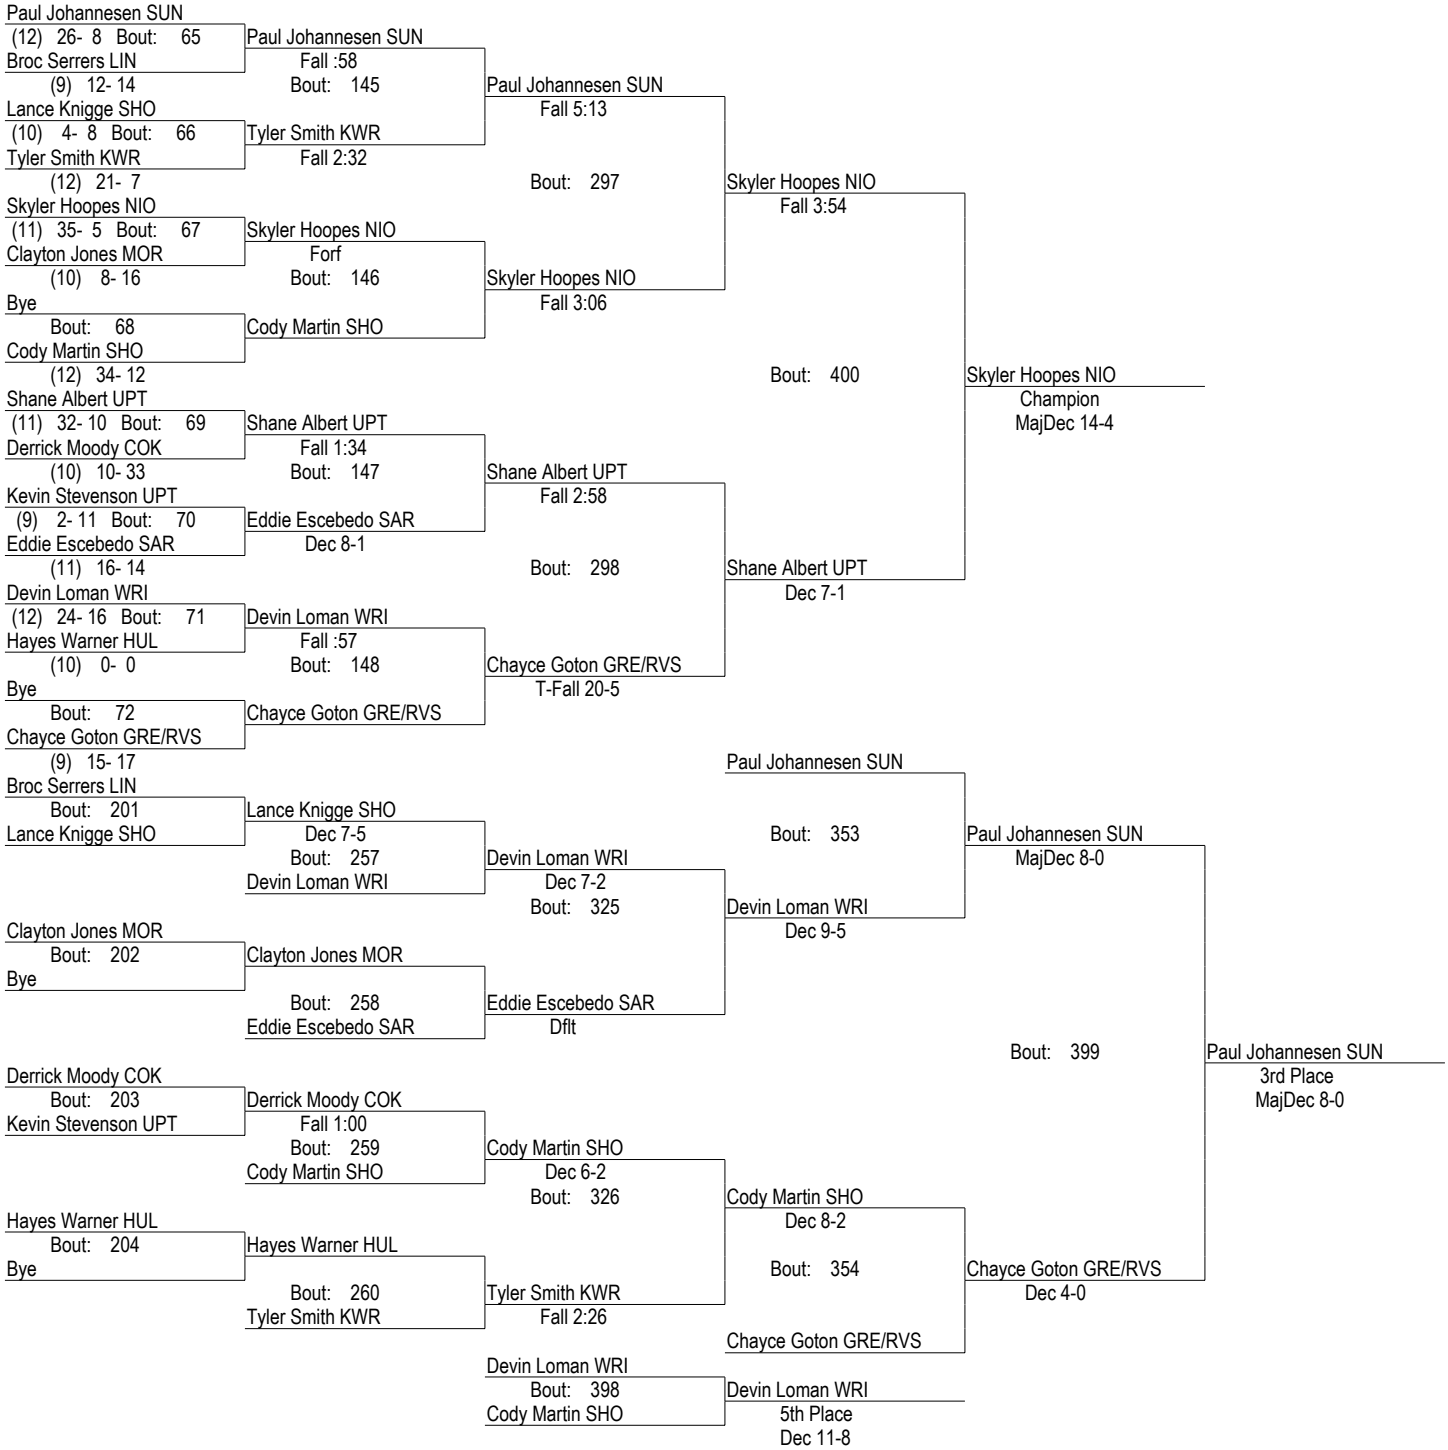 Paul Johannesen SUN
(12) 26- 8 Bout: 65 Paul Johannesen SUN
Broc Serrers LIN Fall :58
(9) 12- 14 Bout: 145 Paul Johannesen SUN
Lance Knigge SHO Fall 5:13
(10) 4- 8 Bout: 66 Tyler Smith KWR
Tyler Smith KWR Fall 2:32
(12) 21- 7 Bout: 297 Skyler Hoopes NIO
Skyler Hoopes NIO Fall 3:54
(11) 35- 5 Bout: 67 Skyler Hoopes NIO
Clayton Jones MOR Forf
(10) 8- 16 Bout: 146 Skyler Hoopes NIO
Bye Fall 3:06
Bout: 68 Cody Martin SHO
Cody Martin SHO
(12) 34- 12 Bout: 400 Skyler Hoopes NIO
Shane Albert UPT Champion
(11) 32- 10 Bout: 69 Shane Albert UPT MajDec 14-4
Derrick Moody COK Fall 1:34
(10) 10- 33 Bout: 147 Shane Albert UPT
Kevin Stevenson UPT Fall 2:58
(9) 2- 11 Bout: 70 Eddie Escebedo SAR
Eddie Escebedo SAR Dec 8-1
(11) 16- 14 Bout: 298 Shane Albert UPT
Devin Loman WRI Dec 7-1
(12) 24- 16 Bout: 71 Devin Loman WRI
Hayes Warner HUL Fall :57
(10) 0- 0 Bout: 148 Chayce Goton GRE/RVS
Bye T-Fall 20-5
Bout: 72 Chayce Goton GRE/RVS
Chayce Goton GRE/RVS
(9) 15- 17 Paul Johannesen SUN
Broc Serrers LIN
Bout: 201 Lance Knigge SHO
Lance Knigge SHO Dec 7-5 Bout: 353 Paul Johannesen SUN
Bout: 257 Devin Loman WRI MajDec 8-0
Devin Loman WRI Dec 7-2
Bout: 325 Devin Loman WRI
Clayton Jones MOR Dec 9-5
Bout: 202 Clayton Jones MOR
Bye
Bout: 258 Eddie Escebedo SAR
Eddie Escebedo SAR Dflt
Bout: 399 Paul Johannesen SUN
Derrick Moody COK 3rd Place
Bout: 203 Derrick Moody COK MajDec 8-0
Kevin Stevenson UPT Fall 1:00
Bout: 259 Cody Martin SHO
Cody Martin SHO Dec 6-2
Bout: 326 Cody Martin SHO
Hayes Warner HUL Dec 8-2
Bout: 204 Hayes Warner HUL
Bye Bout: 354 Chayce Goton GRE/RVS
Bout: 260 Tyler Smith KWR Dec 4-0
Tyler Smith KWR Fall 2:26
Chayce Goton GRE/RVS
Devin Loman WRI
Bout: 398 Devin Loman WRI
Cody Martin SHO 5th Place
Dec 11-8